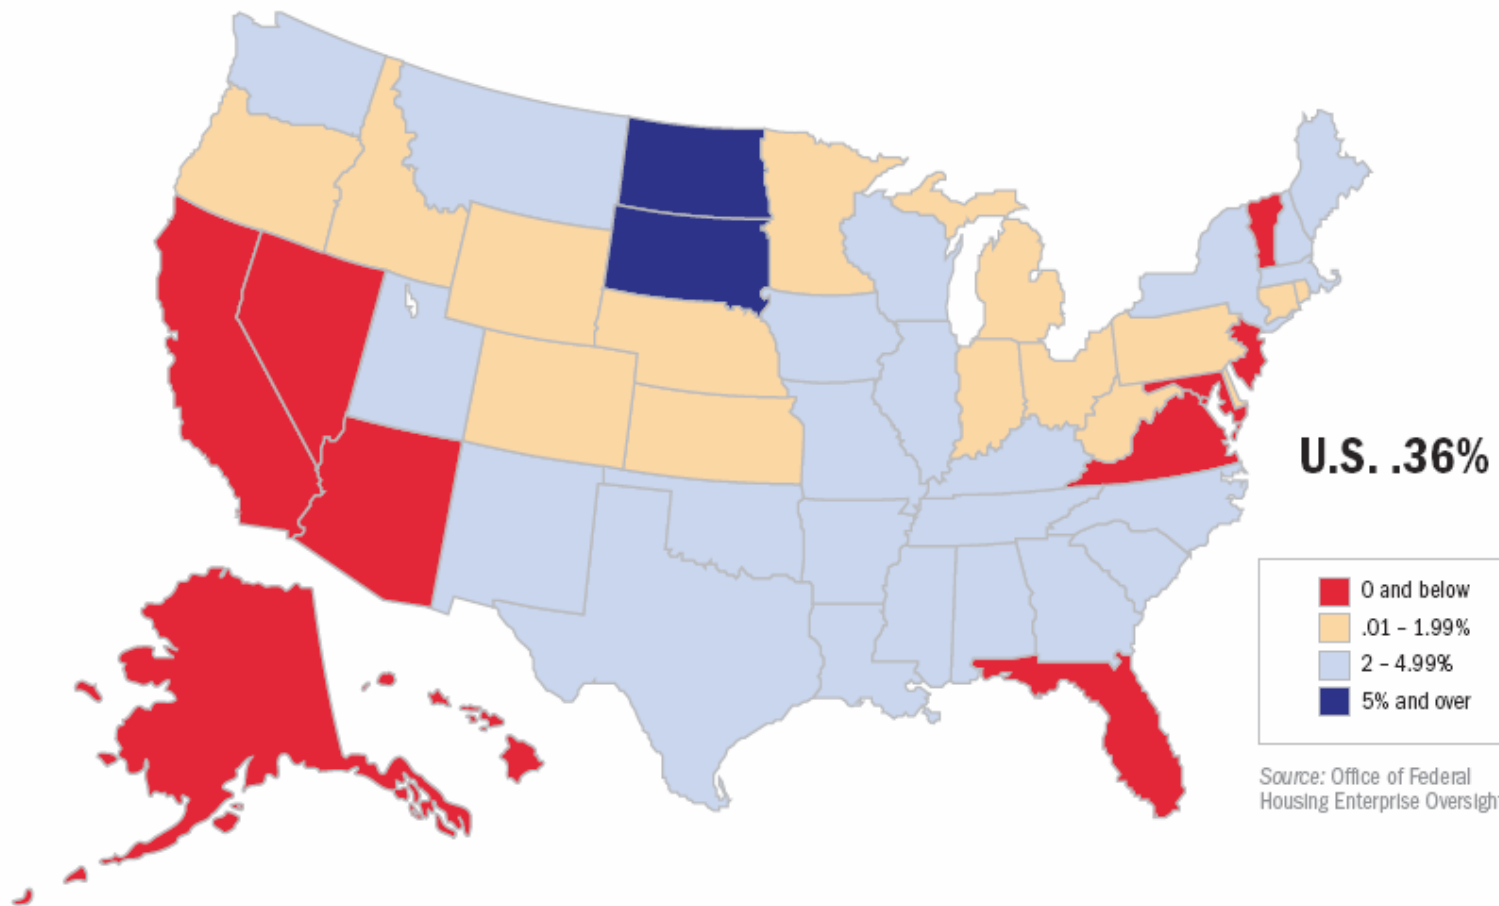 U.S. .36%
0 and below
.01 – 1.99%
2 – 4.99%
5% and over
Source: Office of Federal
Housing Enterprise Oversight